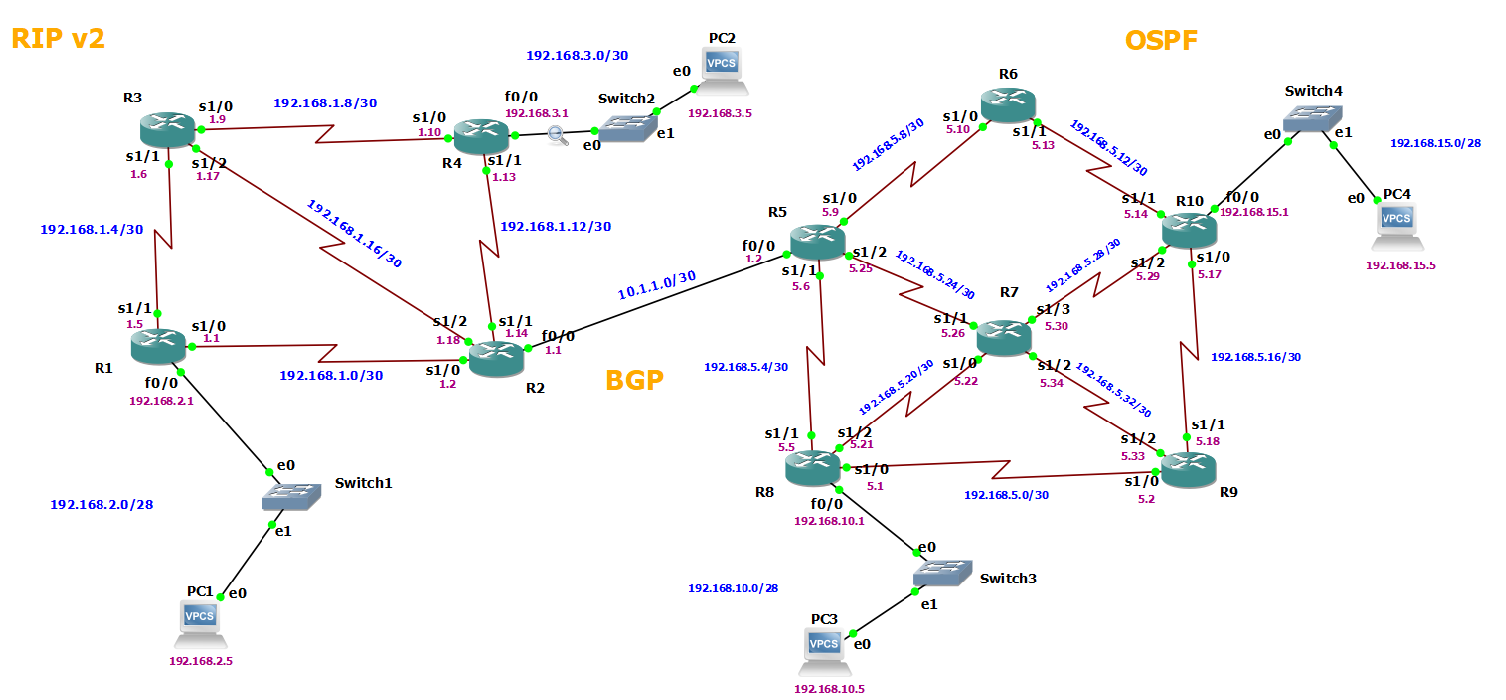 RIP v2
OSPF
BGP
192.168.3.0/30
PC2
e0
VPCS
192.168.3.5
R3
s1/0
1.9
192.168.1.8/30
s1/0
1.10
f0/0
192.168.3.1
Switch2
e0
e1
R4
s1/1
1.13
s1/1
1.6
s1/2
1.17
192.168.1.4/30
192.168.1.16/30
192.168.1.12/30
s1/1
1.5
s1/0
1.1
R1
f0/0
192.168.2.1
192.168.1.0/30
s1/2
1.18
s1/1
1.14
f0/0
1.1
s1/0
1.2
R2
10.1.1.0/30
e0
Switch1
192.168.2.0/28
e1
PC1
e0
VPCS
192.168.2.5
R6
s1/0
5.10
s1/1
5.13
192.168.5.8/30
192.168.5.12/30
Switch4
e0
e1
192.168.15.0/28
PC4
e0
VPCS
192.168.15.5
R5
s1/0
5.9
f0/0
1.2
s1/1
5.6
s1/2
5.25
192.168.5.24/30
s1/1
5.14
R10
f0/0
192.168.15.1
s1/2
5.29
s1/0
5.17
192.168.5.28/30
R7
s1/1
5.26
s1/3
5.30
s1/0
5.22
s1/2
5.34
192.168.5.4/30
192.168.5.20/30
192.168.5.32/30
192.168.5.16/30
s1/1
5.5
s1/2
5.21
s1/0
5.1
R8
f0/0
192.168.10.1
192.168.5.0/30
s1/1
5.18
s1/2
5.33
s1/0
5.2
R9
e0
Switch3
192.168.10.0/28
e1
PC3
e0
VPCS
192.168.10.5